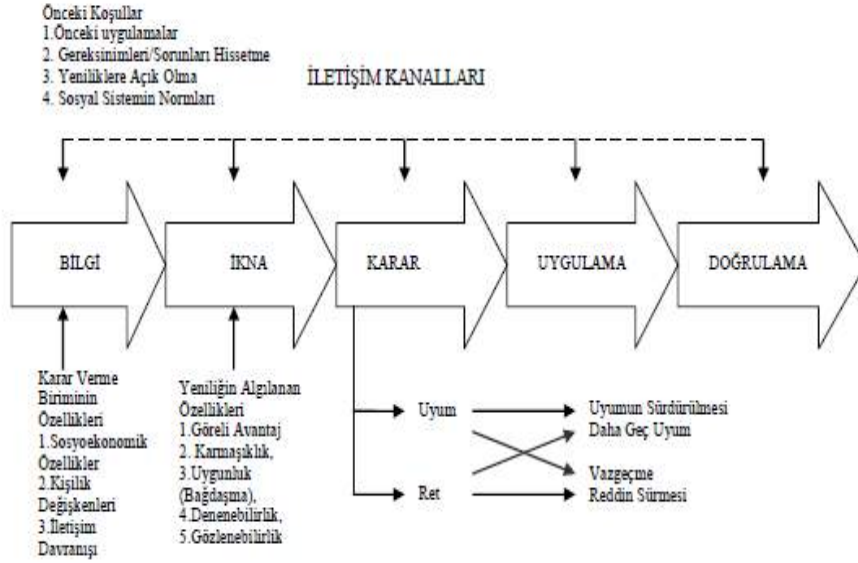 Önceki Koşullar
1.Önceki uygulamalar
2. Gereksinimleri/Sorunları Hissetme
3. Yeniliklere Açık Olma
4. Sosyal Sistemin Normları
İLETİŞİM KANALLARI
BİLGİ
İKNA
KARAR
UYGULAMA
DOĞRULAMA
Karar Verme
Biriminin
Özellikleri
1.Sosyoekonomik
Özellikler
2.Kişilik
Değişkenleri
3.İletişim
Davranışı
Yeniliğin Algılanan
Özellikleri
1.Göreli Avantaj
2. Karmaşıklık,
3.Uygunluk
(Bağdaşma),
4.Denenebilirlik,
5.Gözlenebilirlik
Uyum
Ret
Uyumun Sürdürülmesi
Daha Geç Uyum
Vazgeçme
Reddin Sürmesi